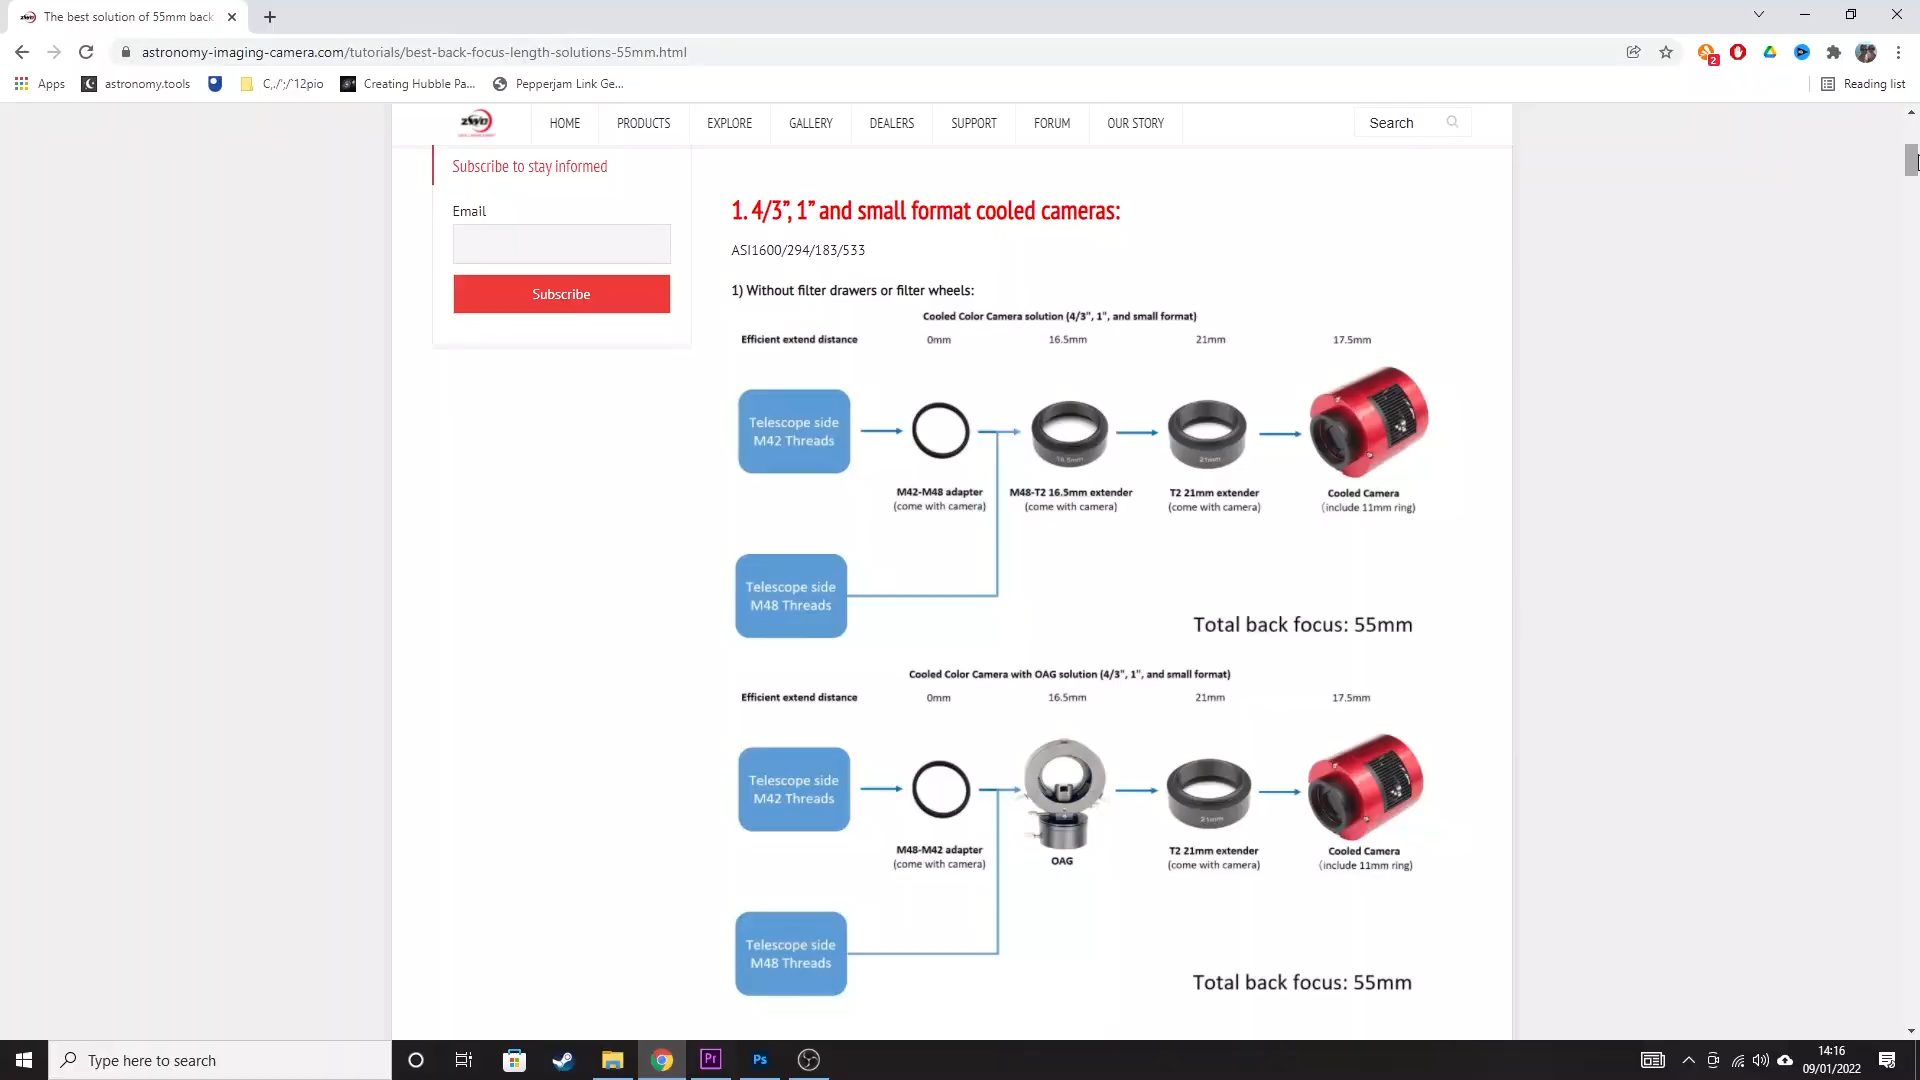 The best solution of 55mm back
astronomy-imaging-camera.com/tutorials/best-back-focus-length-solutions-55mm.html
2
Apps
astronomy.tools
C,./';/`12pio
Creating Hubble Pa...
Pepperjam Link Ge...
Reading list
ZWO
HOME
PRODUCTS
EXPLORE
GALLERY
DEALERS
SUPPORT
FORUM
OUR STORY
Search
Subscribe to stay informed
Email
Subscribe
1. 4/3”, 1” and small format cooled cameras:
ASI1600/294/183/533
1) Without filter drawers or filter wheels:
Cooled Color Camera solution (4/3", 1", and small format)
Efficient extend distance
0mm
16.5mm
21mm
17.5mm
Telescope side
M42 Threads
16.5mm
21mm
M42-M48 adapter
(come with camera)
M48-T2 16.5mm extender
(come with camera)
T2 21mm extender
(come with camera)
Cooled Camera
(include 11mm ring)
Telescope side
M48 Threads
Total back focus: 55mm
Cooled Color Camera with OAG solution (4/3", 1", and small format)
Efficient extend distance
0mm
16.5mm
21mm
17.5mm
Telescope side
M42 Threads
21mm
M48-M42 adapter
(come with camera)
OAG
T2 21mm extender
(come with camera)
Cooled Camera
(include 11mm ring)
Telescope side
M48 Threads
Total back focus: 55mm
Type here to search
Pr
Ps
14:16
09/01/2022